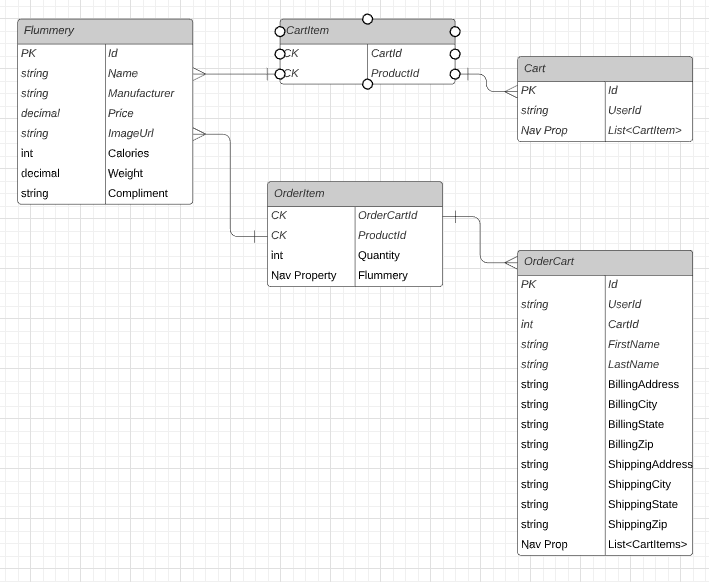 Flummery
PK Id
string Name
string Manufacturer
decimal Price
string ImageUrl
int Calories
decimal Weight
string Compliment
CartItem
CK CartId
CK ProductId
Cart
PK Id
string UserId
Nav Prop List<CartItem>
OrderItem
CK OrderCartId
CK ProductId
int Quantity
Nav Property Flummery
OrderCart
PK Id
string UserId
int CartId
string FirstName
string LastName
string BillingAddress
string BillingCity
string BillingState
string BillingZip
string ShippingAddress
string ShippingCity
string ShippingState
string ShippingZip
Nav Prop List<CartItems>